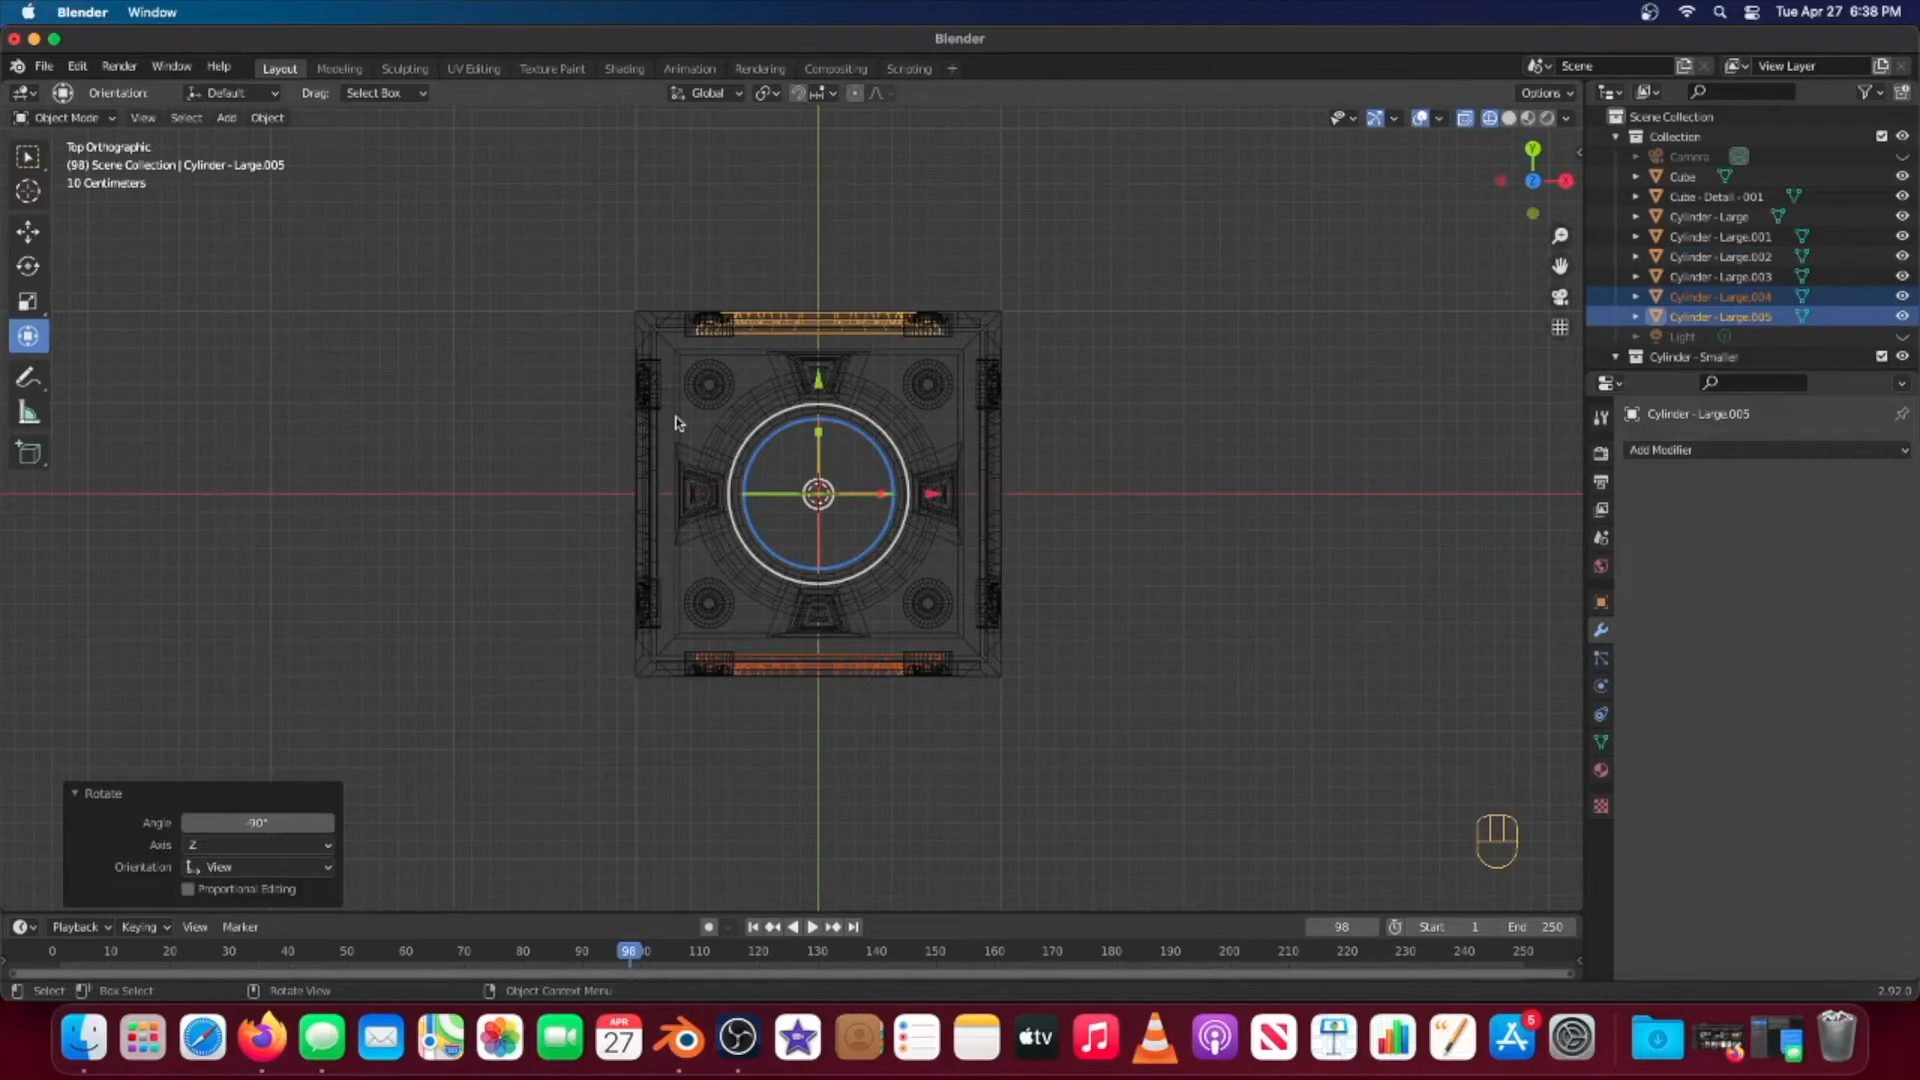 Blender Window Tue Apr 27 6:38 PM
Blender
File Edit Render Window Help Layout Modeling Sculpting UV Editing Texture Paint Shading Animation Rendering Compositing Scripting + Scene View Layer
Orientation: Default Drag: Select Box Global Options
Object Mode View Select Add Object
Top Orthographic
(98) Scene Collection | Cylinder - Large.005
10 Centimeters
Y
Z
X
Scene Collection
Collection
Camera
Cube
Cube - Detail - 001
Cylinder - Large
Cylinder - Large.001
Cylinder - Large.002
Cylinder - Large.003
Cylinder - Large.004
Cylinder - Large.005
Light
Cylinder - Smaller
Cylinder - Large.005
Add Modifier
Rotate
Angle -90°
Axis Z
Orientation View
Proportional Editing
Playback Keying View Marker 98 Start 1 End 250
0 10 20 30 40 50 60 70 80 98 110 120 130 140 150 160 170 180 190 200 210 220 230 240 250
Select Box Select Rotate View Object Context Menu 2.92.0
APR
27
tv
5